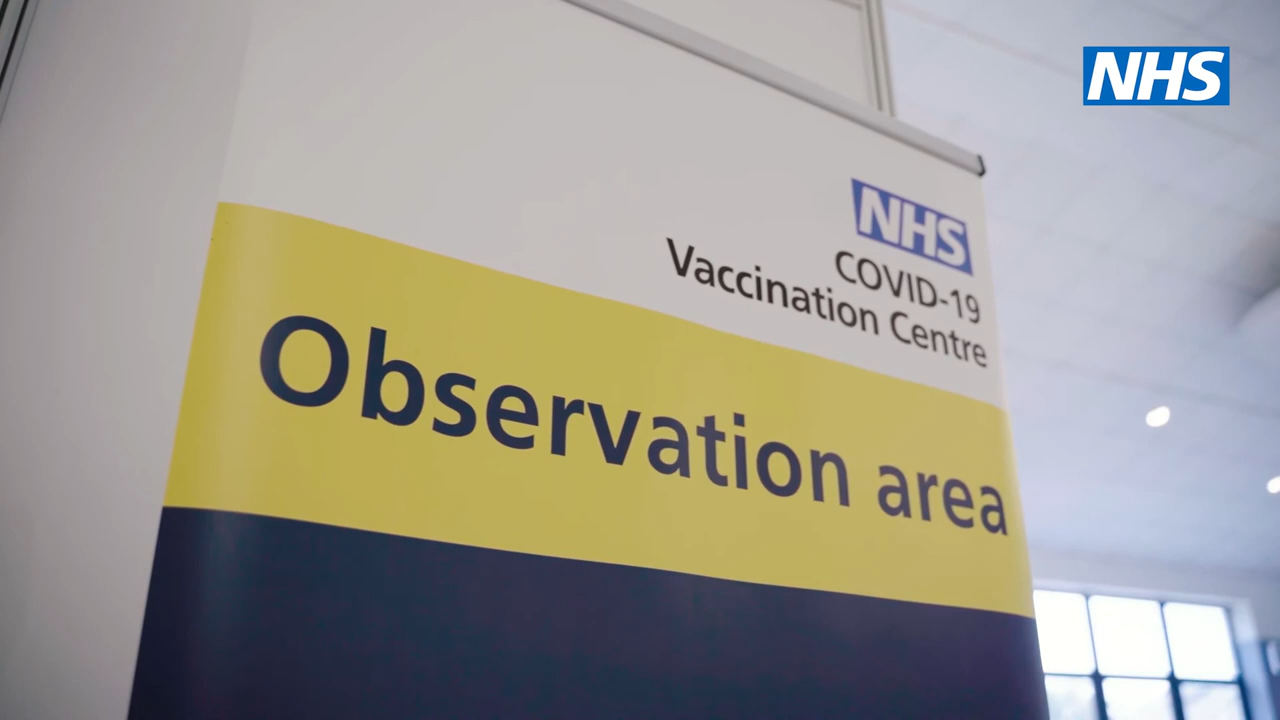 NHS
NHS
COVID-19
Vaccination Centre
Observation area